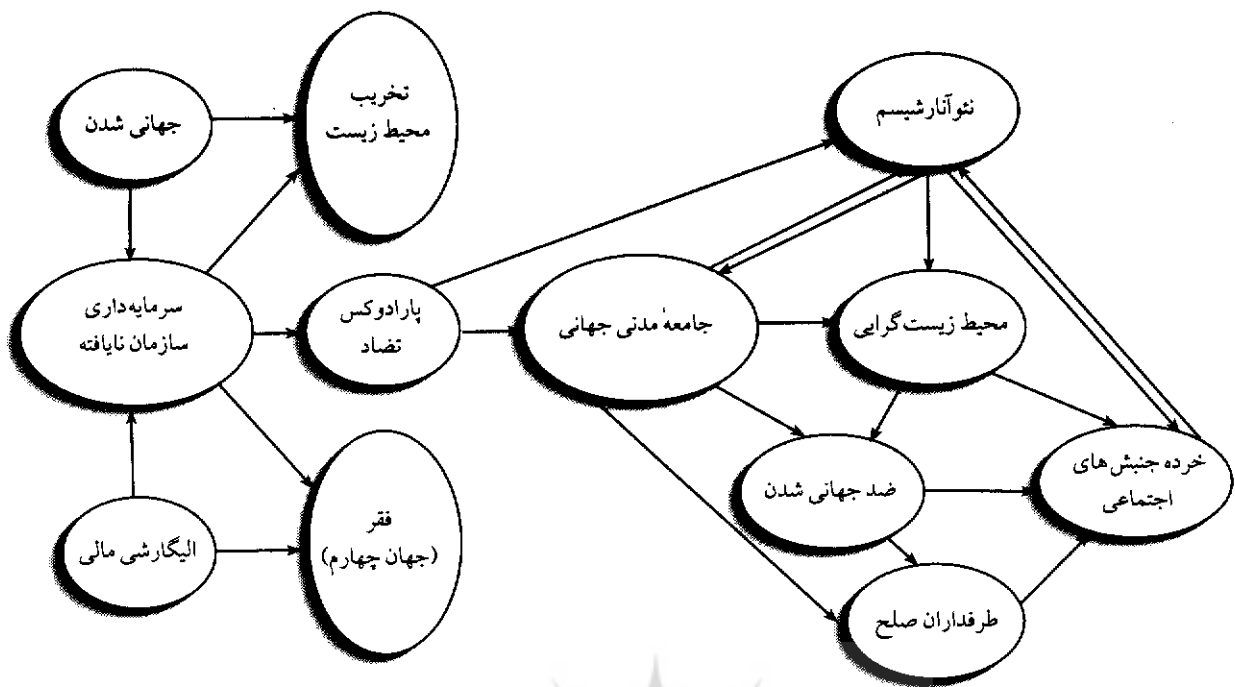 جهانی شدن
تخریب
محیط زیست
نئوآنارشیسم
سرمایه‌داری
سازمان نایافته
پارادوکس
تضاد
جامعهٔ مدنی جهانی
محیط زیست‌گرایی
الیگارشی مالی
فقر
(جهان چهارم)
ضد جهانی شدن
خرده جنبش‌های
اجتماعی
طرفداران صلح